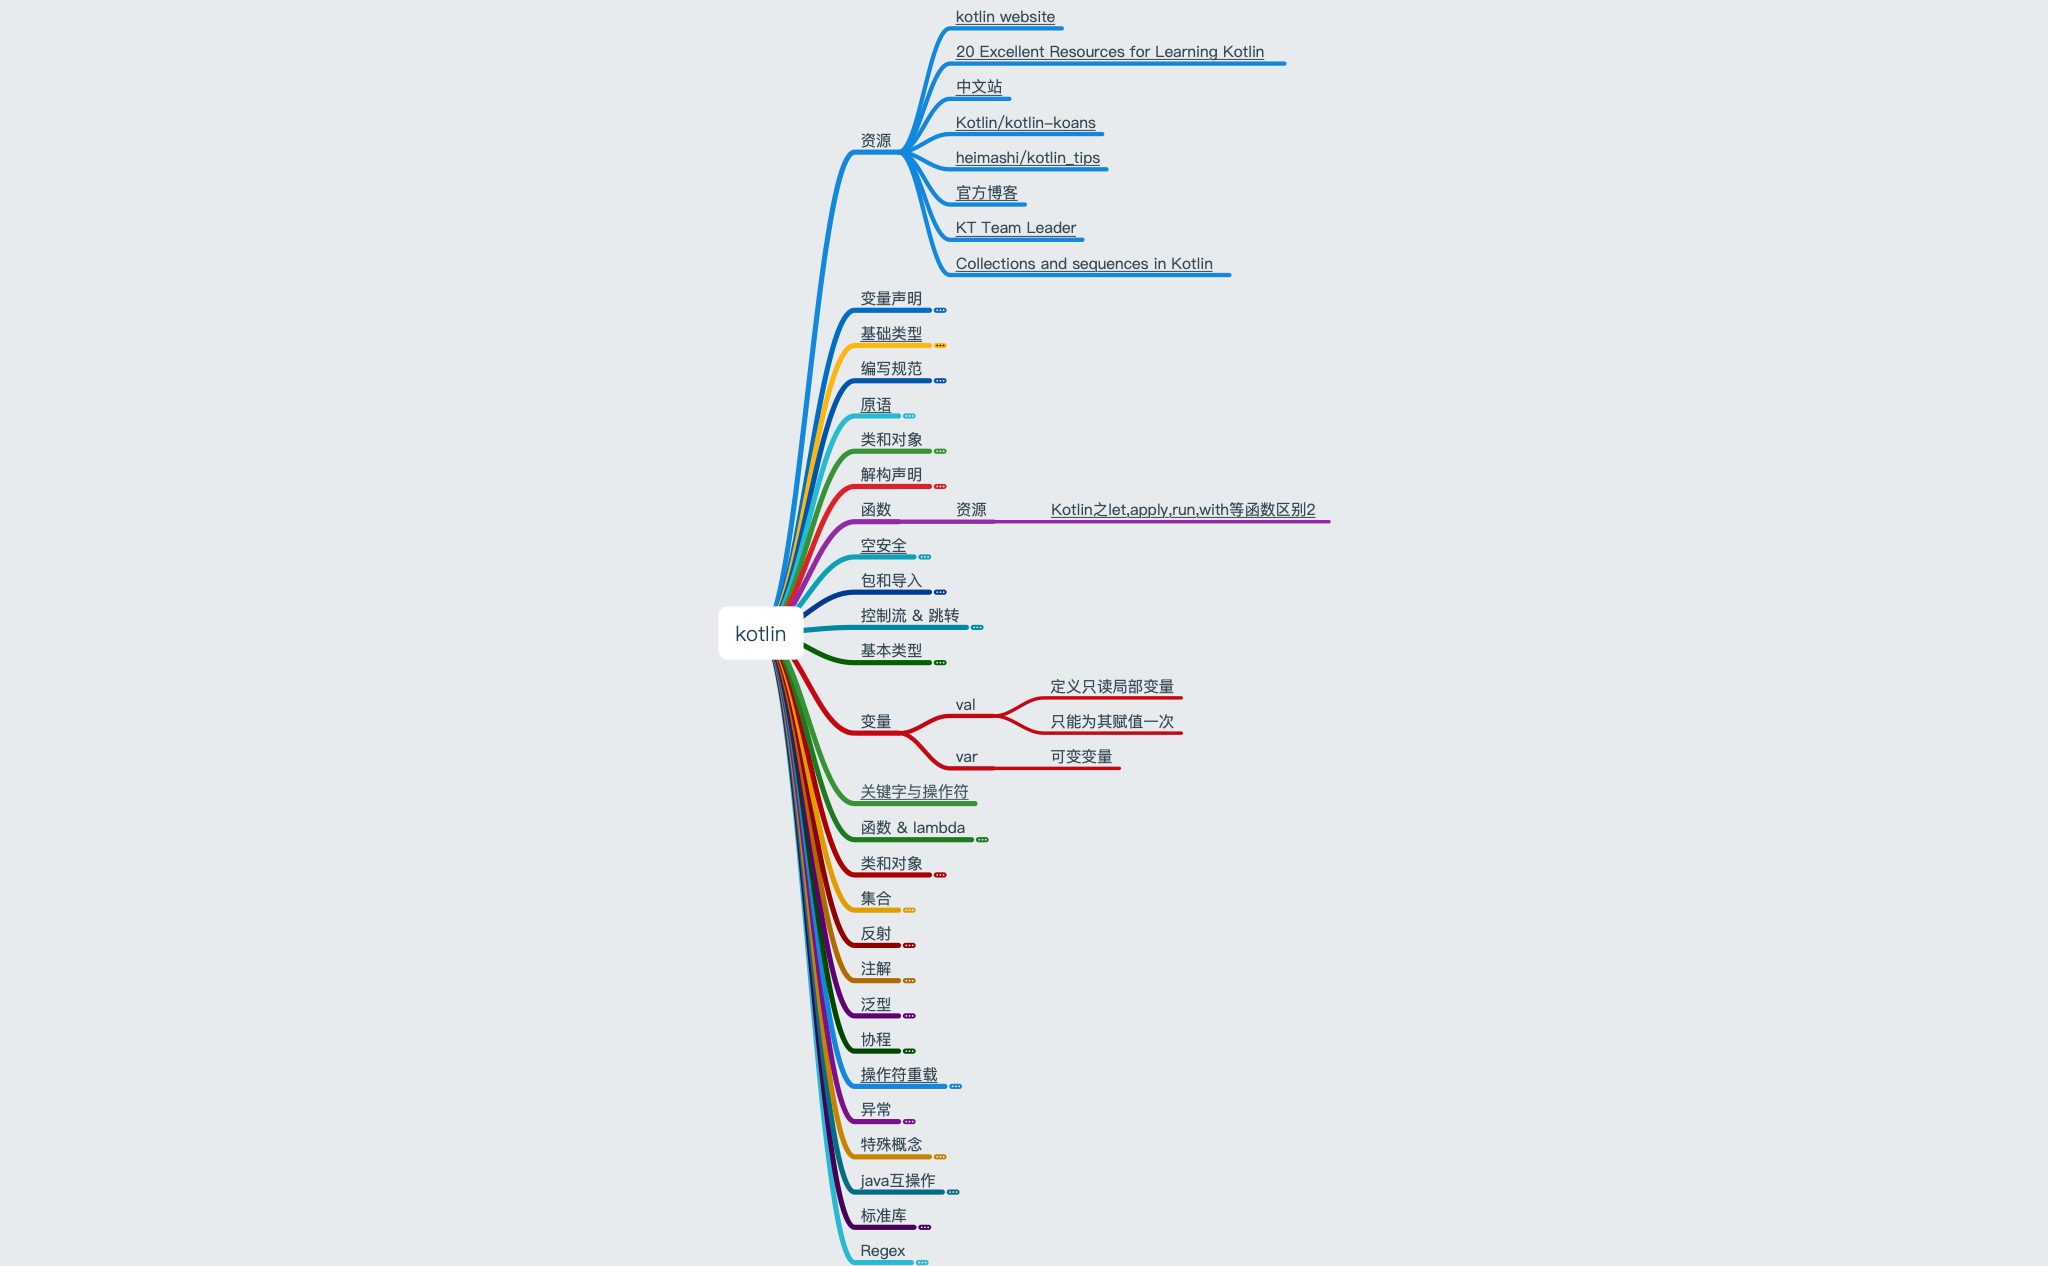 kotlin website
20 Excellent Resources for Learning Kotlin
中文站
Kotlin/kotlin-koans
资源
heimashi/kotlin_tips
官方博客
KT Team Leader
Collections and sequences in Kotlin
变量声明
基础类型
编写规范
原语
类和对象
解构声明
函数 资源 Kotlin之let,apply,run,with等函数区别2
空安全
包和导入
控制流 & 跳转
kotlin
基本类型
定义只读局部变量
val
只能为其赋值一次
变量
var 可变变量
关键字与操作符
函数 & lambda
类和对象
集合
反射
注解
泛型
协程
操作符重载
异常
特殊概念
java互操作
标准库
Regex